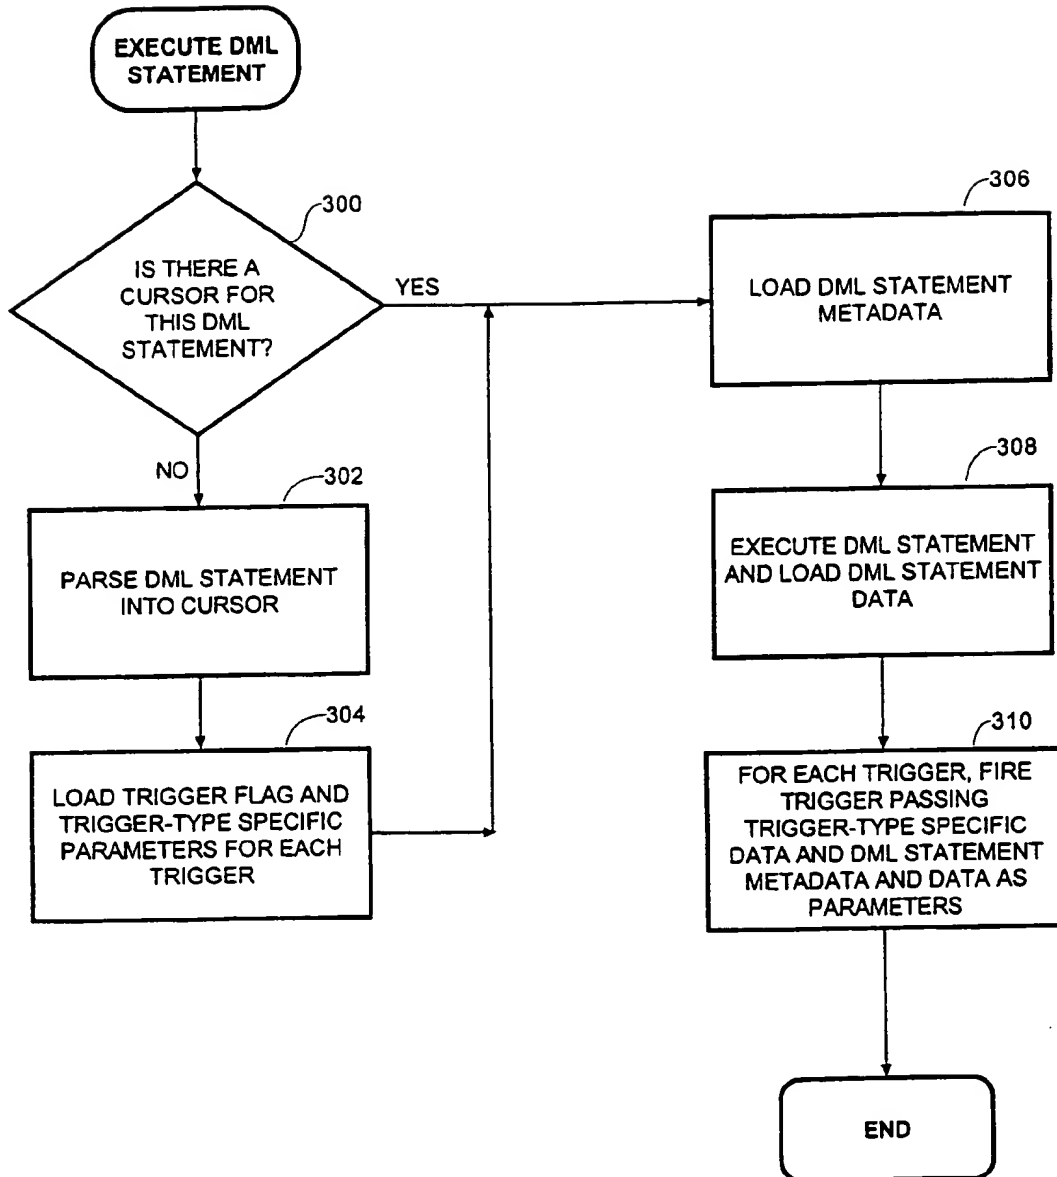 EXECUTE DML
STATEMENT
300
IS THERE A
CURSOR FOR
THIS DML
STATEMENT?
YES
NO
302
PARSE DML STATEMENT
INTO CURSOR
304
LOAD TRIGGER FLAG AND
TRIGGER-TYPE SPECIFIC
PARAMETERS FOR EACH
TRIGGER
306
LOAD DML STATEMENT
METADATA
308
EXECUTE DML STATEMENT
AND LOAD DML STATEMENT
DATA
310
FOR EACH TRIGGER, FIRE
TRIGGER PASSING
TRIGGER-TYPE SPECIFIC
DATA AND DML STATEMENT
METADATA AND DATA AS
PARAMETERS
END